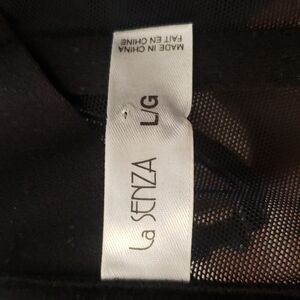 La SENZA
L/G
MADE IN CHINA
FAIT EN CHINE